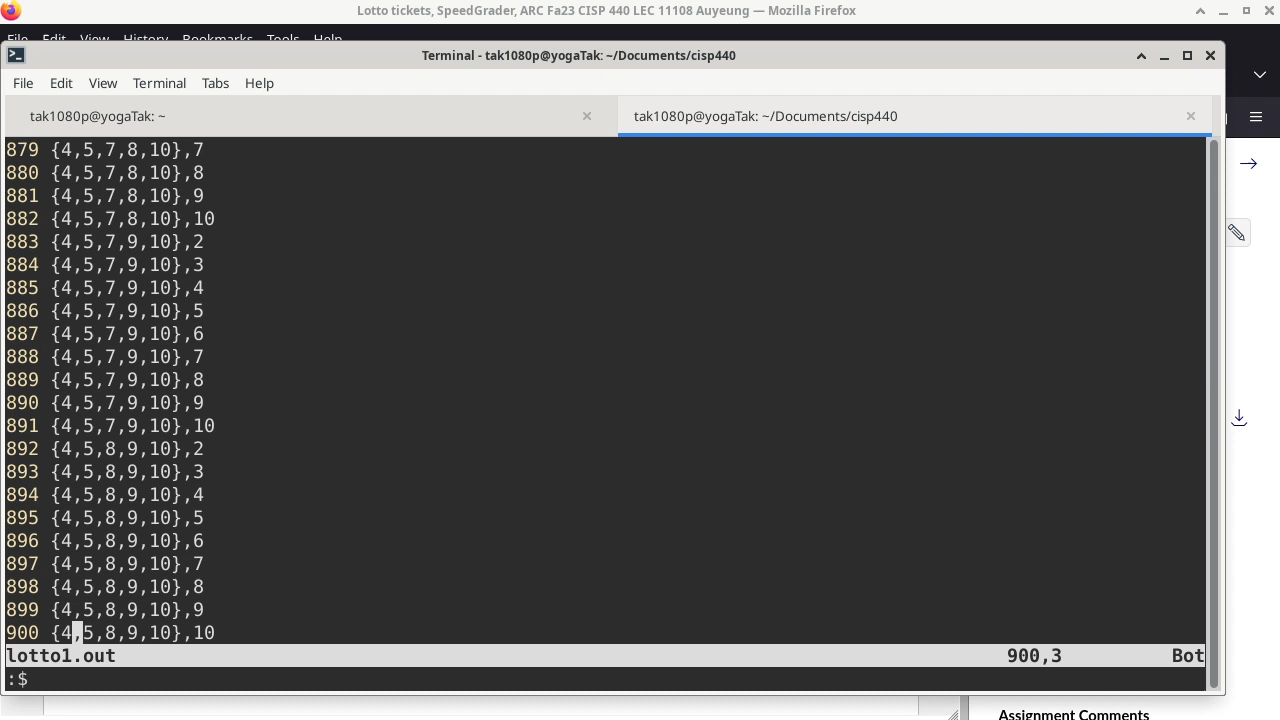 Lotto tickets, SpeedGrader, ARC Fa23 CISP 440 LEC 11108 Auyeung — Mozilla Firefox
File Edit View History Bookmarks Tools Help
Terminal - tak1080p@yogaTak: ~/Documents/cisp440
File Edit View Terminal Tabs Help
tak1080p@yogaTak: ~
tak1080p@yogaTak: ~/Documents/cisp440
879 {4,5,7,8,10},7
880 {4,5,7,8,10},8
881 {4,5,7,8,10},9
882 {4,5,7,8,10},10
883 {4,5,7,9,10},2
884 {4,5,7,9,10},3
885 {4,5,7,9,10},4
886 {4,5,7,9,10},5
887 {4,5,7,9,10},6
888 {4,5,7,9,10},7
889 {4,5,7,9,10},8
890 {4,5,7,9,10},9
891 {4,5,7,9,10},10
892 {4,5,8,9,10},2
893 {4,5,8,9,10},3
894 {4,5,8,9,10},4
895 {4,5,8,9,10},5
896 {4,5,8,9,10},6
897 {4,5,8,9,10},7
898 {4,5,8,9,10},8
899 {4,5,8,9,10},9
900 {4,5,8,9,10},10
lotto1.out 900,3 Bot
:$
Assignment Comments